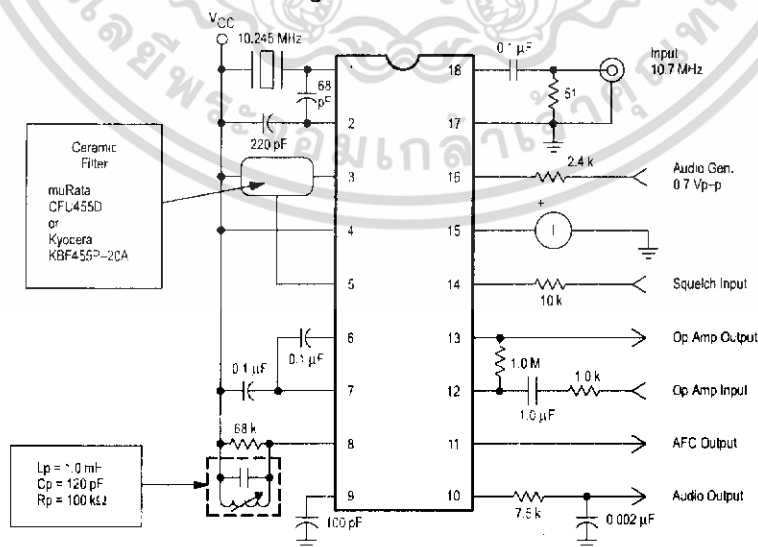 VCC
10.245 MHz
68
pF
220 pF
Ceramic
Filter
muRata
CFU455D
or
Kyocera
KBF455P–20A
0.1 µF
0.1 µF
68 k
Lp = 1.0 mH
Cp = 120 pF
Rp = 100 kΩ
100 pF
1
2
3
4
5
6
7
8
9
18
17
16
15
14
13
12
11
10
0.1 µF
Input
10.7 MHz
51
2.4 k
Audio Gen.
0.7 Vp–p
+
I
10 k
Squelch Input
Op Amp Output
1.0 M
1.0 k
Op Amp Input
1.0 µF
AFC Output
7.5 k
Audio Output
0.002 µF